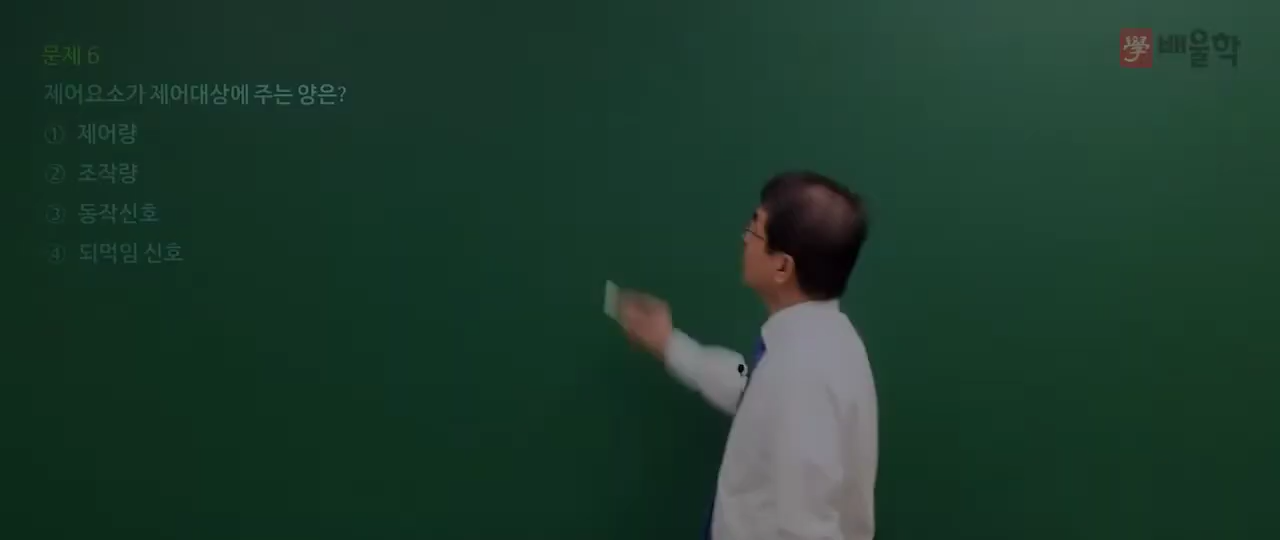 學 배울학
문제 6
제어요소가 제어대상에 주는 양은?
① 제어량
② 조작량
③ 동작신호
④ 되먹임 신호